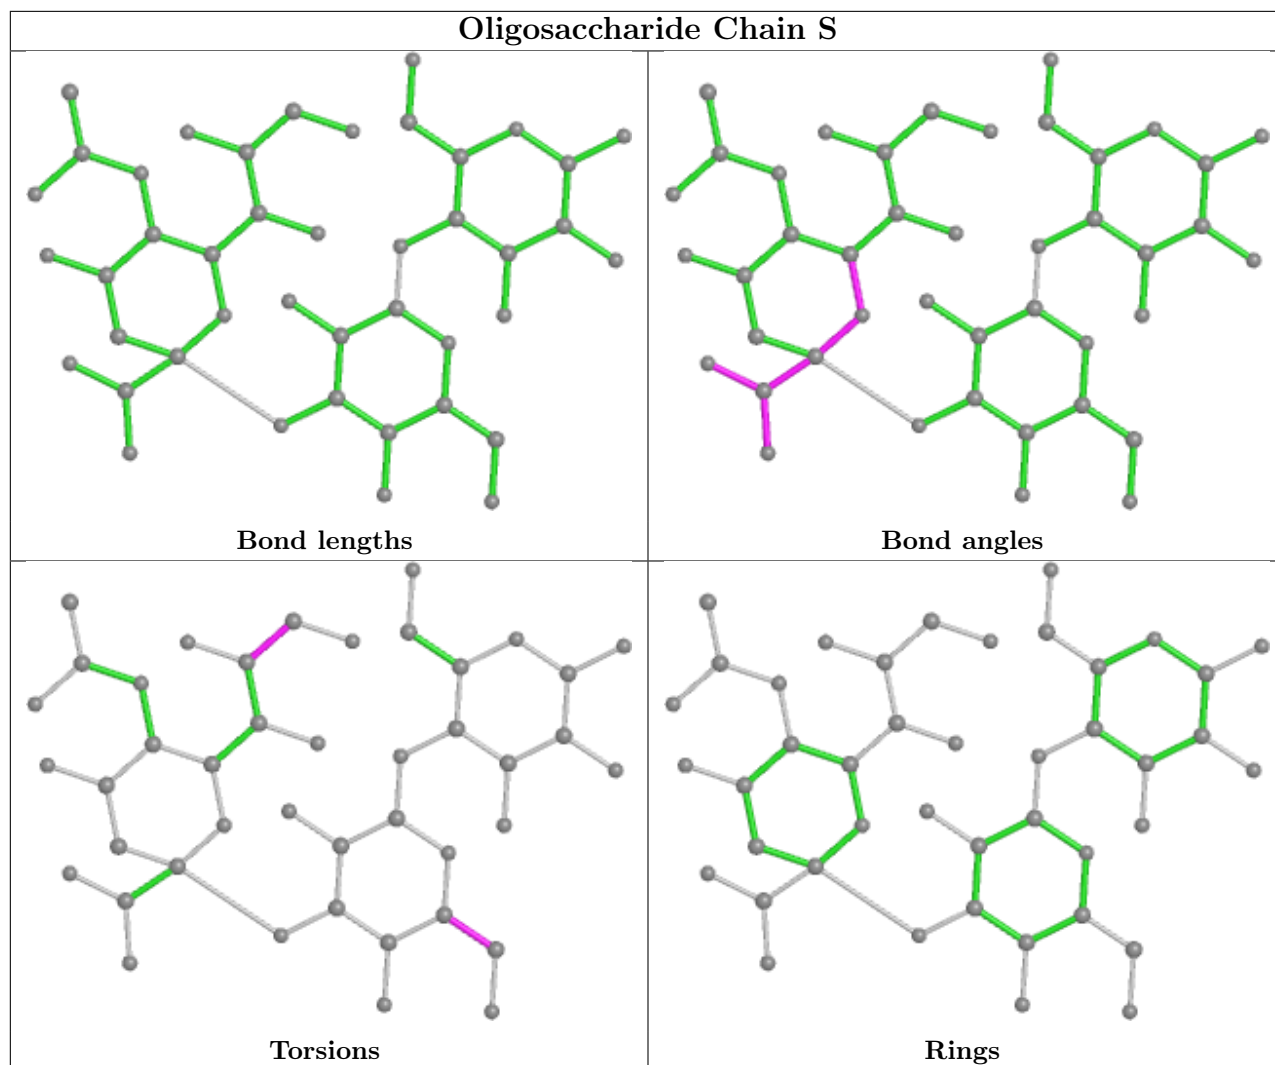 Oligosaccharide Chain S
Bond lengths
Bond angles
Torsions
Rings